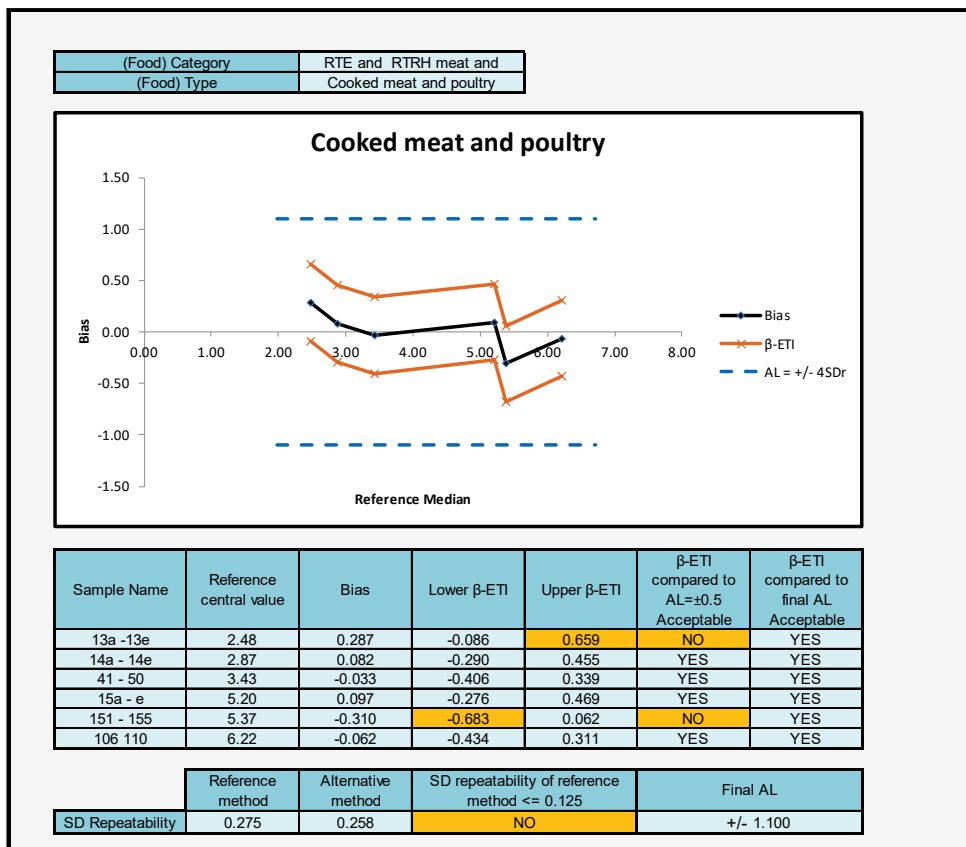 (Food) Category RTE and RTRH meat and
(Food) Type Cooked meat and poultry
Cooked meat and poultry
1.50
1.00
0.50
0.00
-0.50
-1.00
-1.50
Bias
0.00 1.00 2.00 3.00 4.00 5.00 6.00 7.00 8.00
Reference Median
Bias
β-ETI
AL = +/- 4SDr
Sample Name Reference central value Bias Lower β-ETI Upper β-ETI β-ETI compared to AL=±0.5 Acceptable β-ETI compared to final AL Acceptable
13a -13e 2.48 0.287 -0.086 0.659 NO YES
14a - 14e 2.87 0.082 -0.290 0.455 YES YES
41 - 50 3.43 -0.033 -0.406 0.339 YES YES
15a - e 5.20 0.097 -0.276 0.469 YES YES
151 - 155 5.37 -0.310 -0.683 0.062 NO YES
106 110 6.22 -0.062 -0.434 0.311 YES YES
Reference method Alternative method SD repeatability of reference method <= 0.125 Final AL
SD Repeatability 0.275 0.258 NO +/- 1.100